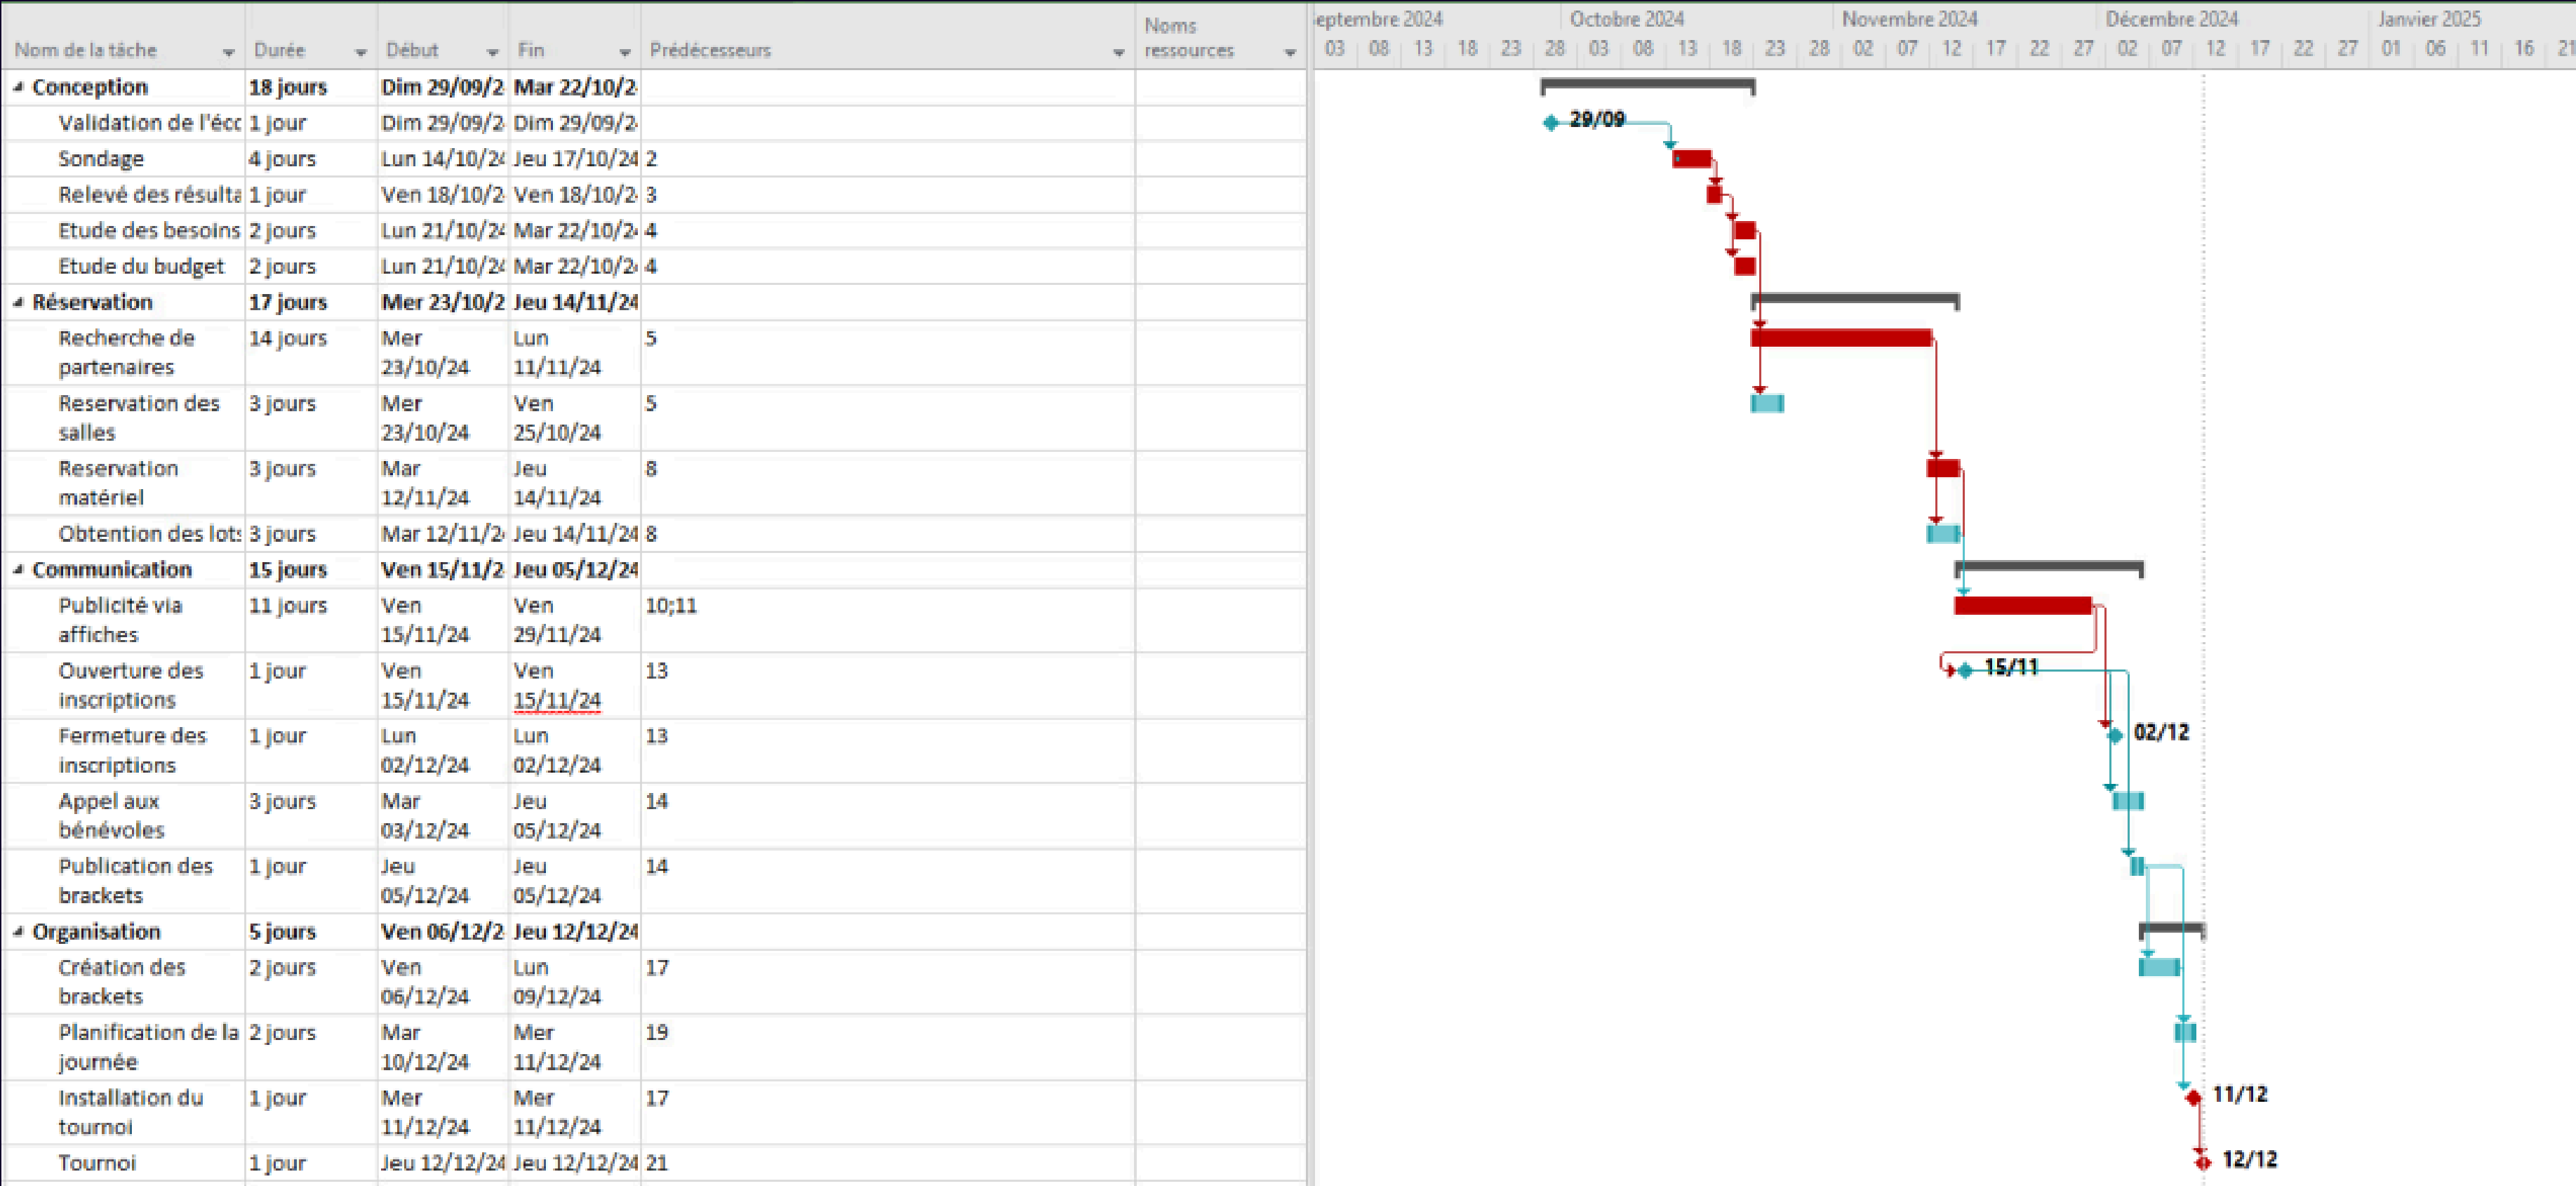 Nom de la tâche Durée Début Fin Prédécesseurs Noms ressources
eptembre 2024 Octobre 2024 Novembre 2024 Décembre 2024 Janvier 2025
03 08 13 18 23 28 03 08 13 18 23 28 02 07 12 17 22 27 02 07 12 17 22 27 01 06 11 16 21
Conception 18 jours Dim 29/09/2 Mar 22/10/2
Validation de l'éco 1 jour Dim 29/09/2 Dim 29/09/2 29/09
Sondage 4 jours Lun 14/10/24 Jeu 17/10/24 2
Relevé des résulta 1 jour Ven 18/10/2 Ven 18/10/2 3
Etude des besoins 2 jours Lun 21/10/24 Mar 22/10/2 4
Etude du budget 2 jours Lun 21/10/24 Mar 22/10/2 4
Réservation 17 jours Mer 23/10/2 Jeu 14/11/24
Recherche de 14 jours Mer Lun 5
partenaires 23/10/24 11/11/24
Reservation des 3 jours Mer Ven 5
salles 23/10/24 25/10/24
Reservation 3 jours Mar Jeu 8
matériel 12/11/24 14/11/24
Obtention des lots 3 jours Mar 12/11/2 Jeu 14/11/24 8
Communication 15 jours Ven 15/11/2 Jeu 05/12/24
Publicité via 11 jours Ven Ven 10;11
affiches 15/11/24 29/11/24
Ouverture des 1 jour Ven Ven 13 15/11
inscriptions 15/11/24 15/11/24
Fermeture des 1 jour Lun Lun 13 02/12
inscriptions 02/12/24 02/12/24
Appel aux 3 jours Mar Jeu 14
bénévoles 03/12/24 05/12/24
Publication des 1 jour Jeu Jeu 14
brackets 05/12/24 05/12/24
Organisation 5 jours Ven 06/12/2 Jeu 12/12/24
Création des 2 jours Ven Lun 17
brackets 06/12/24 09/12/24
Planification de la 2 jours Mar Mer 19
journée 10/12/24 11/12/24
Installation du 1 jour Mer Mer 17 11/12
tournoi 11/12/24 11/12/24
Tournoi 1 jour Jeu 12/12/24 Jeu 12/12/24 21 12/12